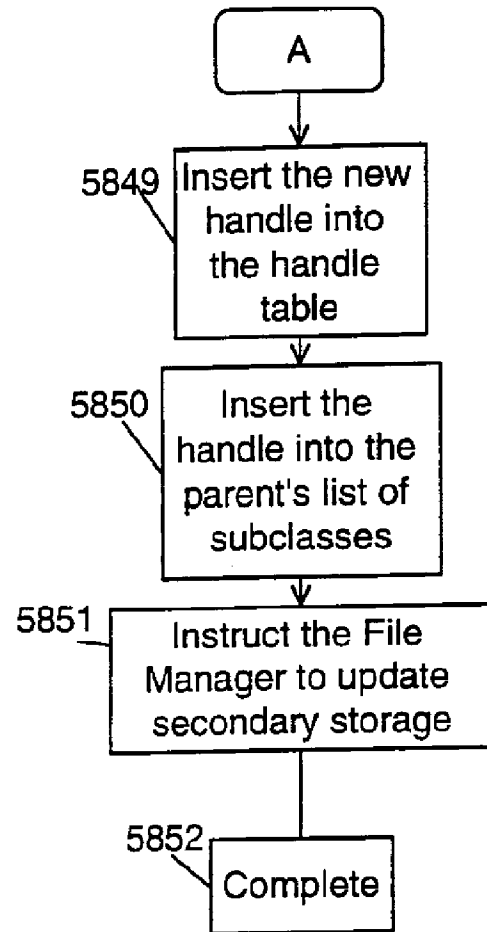 A
5849
Insert the new
handle into
the handle
table
5850
Insert the
handle into the
parent's list of
subclasses
5851
Instruct the File
Manager to update
secondary storage
5852
Complete